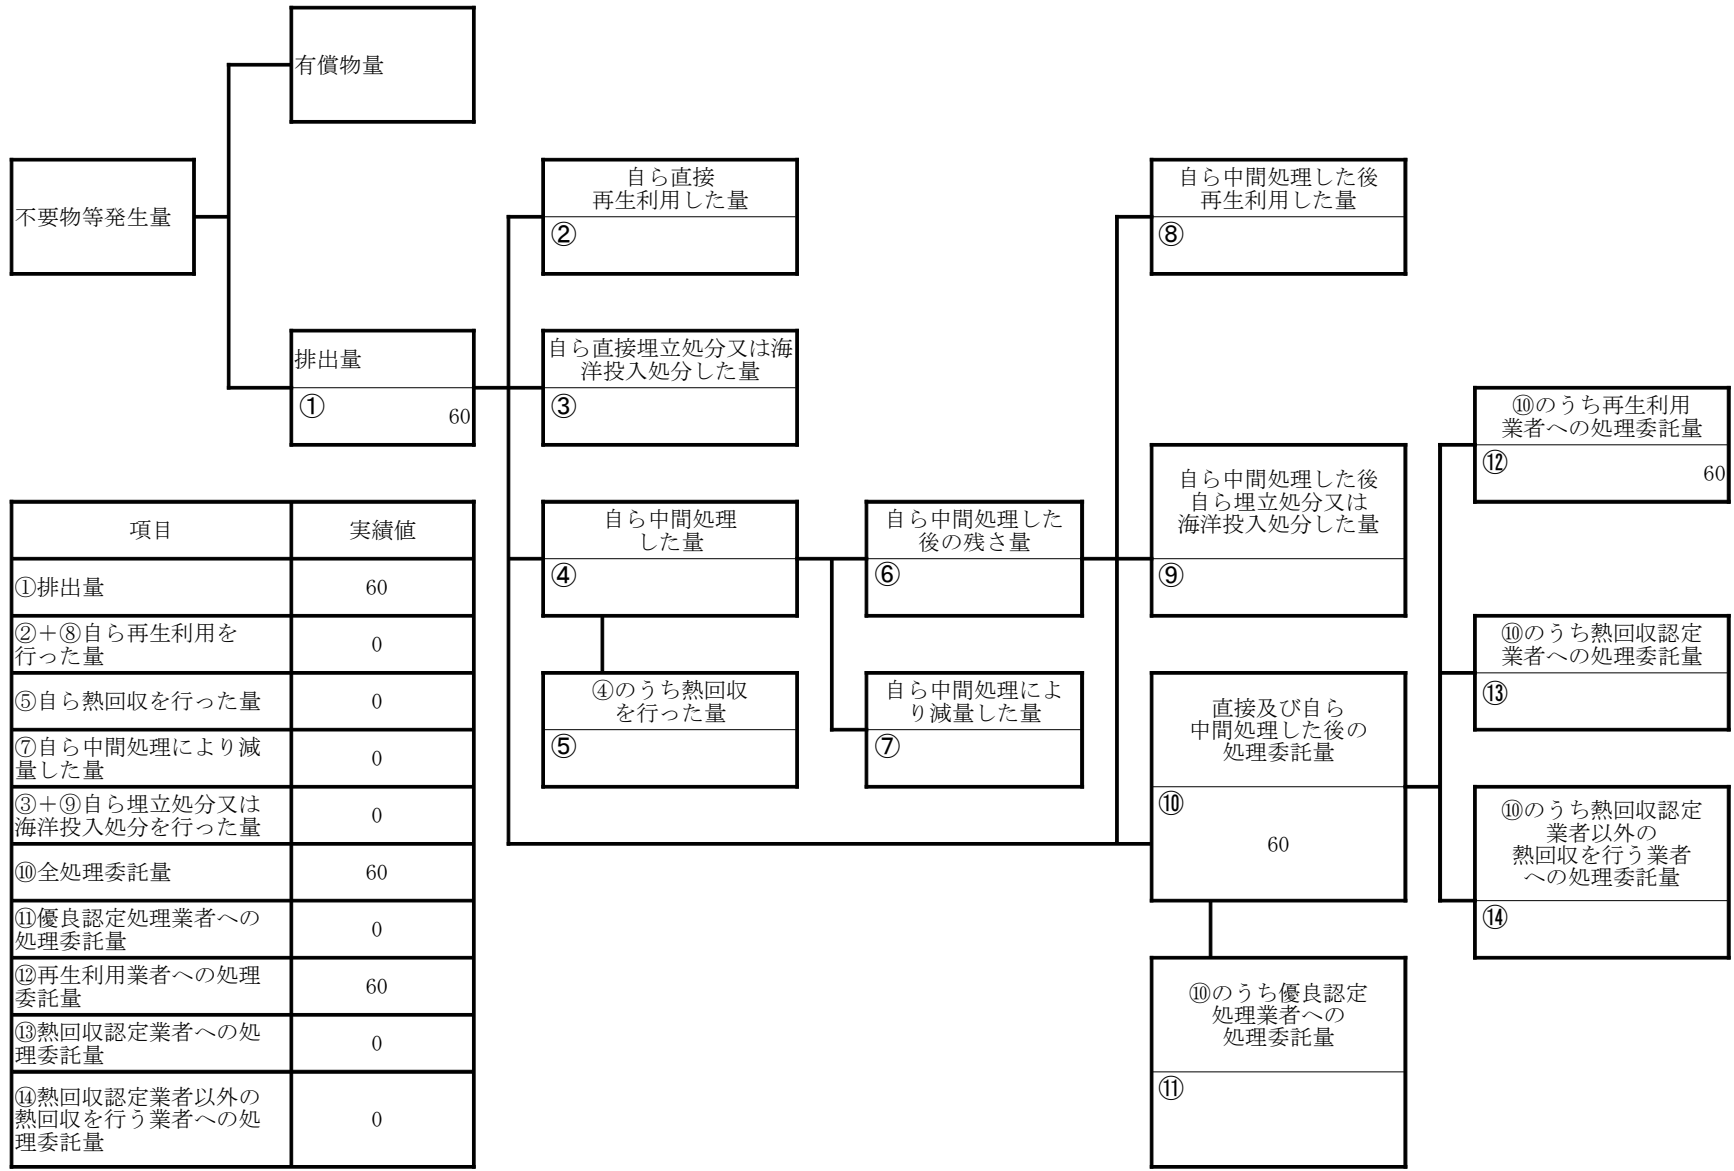 有償物量
不要物等発生量
自ら直接
再生利用した量
②
自ら中間処理した後
再生利用した量
⑧
排出量
①
60
自ら直接埋立処分又は海
洋投入処分した量
③
⑩のうち再生利用
業者への処理委託量
⑫
60
自ら中間処理
した量
④
自ら中間処理した
後の残さ量
⑥
自ら中間処理した後
自ら埋立処分又は
海洋投入処分した量
⑨
④のうち熱回収
を行った量
⑤
自ら中間処理によ
り減量した量
⑦
直接及び自ら
中間処理した後の
処理委託量
⑩
60
⑩のうち熱回収認定
業者への処理委託量
⑬
⑩のうち熱回収認定
業者以外の
熱回収を行う業者
への処理委託量
⑭
⑩のうち優良認定
処理業者への
処理委託量
⑪
項目 実績値
①排出量 60
②＋⑧自ら再生利用を
行った量 0
⑤自ら熱回収を行った量 0
⑦自ら中間処理により減
量した量 0
③＋⑨自ら埋立処分又は
海洋投入処分を行った量 0
⑩全処理委託量 60
⑪優良認定処理業者への
処理委託量 0
⑫再生利用業者への処理
委託量 60
⑬熱回収認定業者への処
理委託量 0
⑭熱回収認定業者以外の
熱回収を行う業者への処
理委託量 0